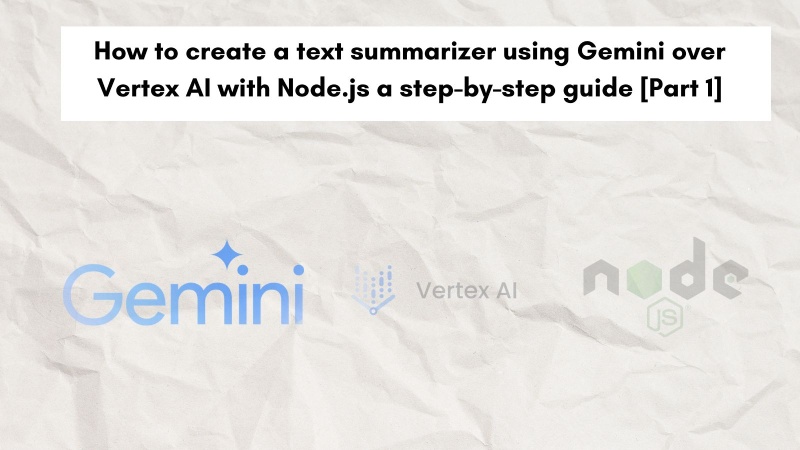 How to create a text summarizer using Gemini over
Vertex AI with Node.js a step-by-step guide [Part 1]
Gemini
Vertex AI
node
JS